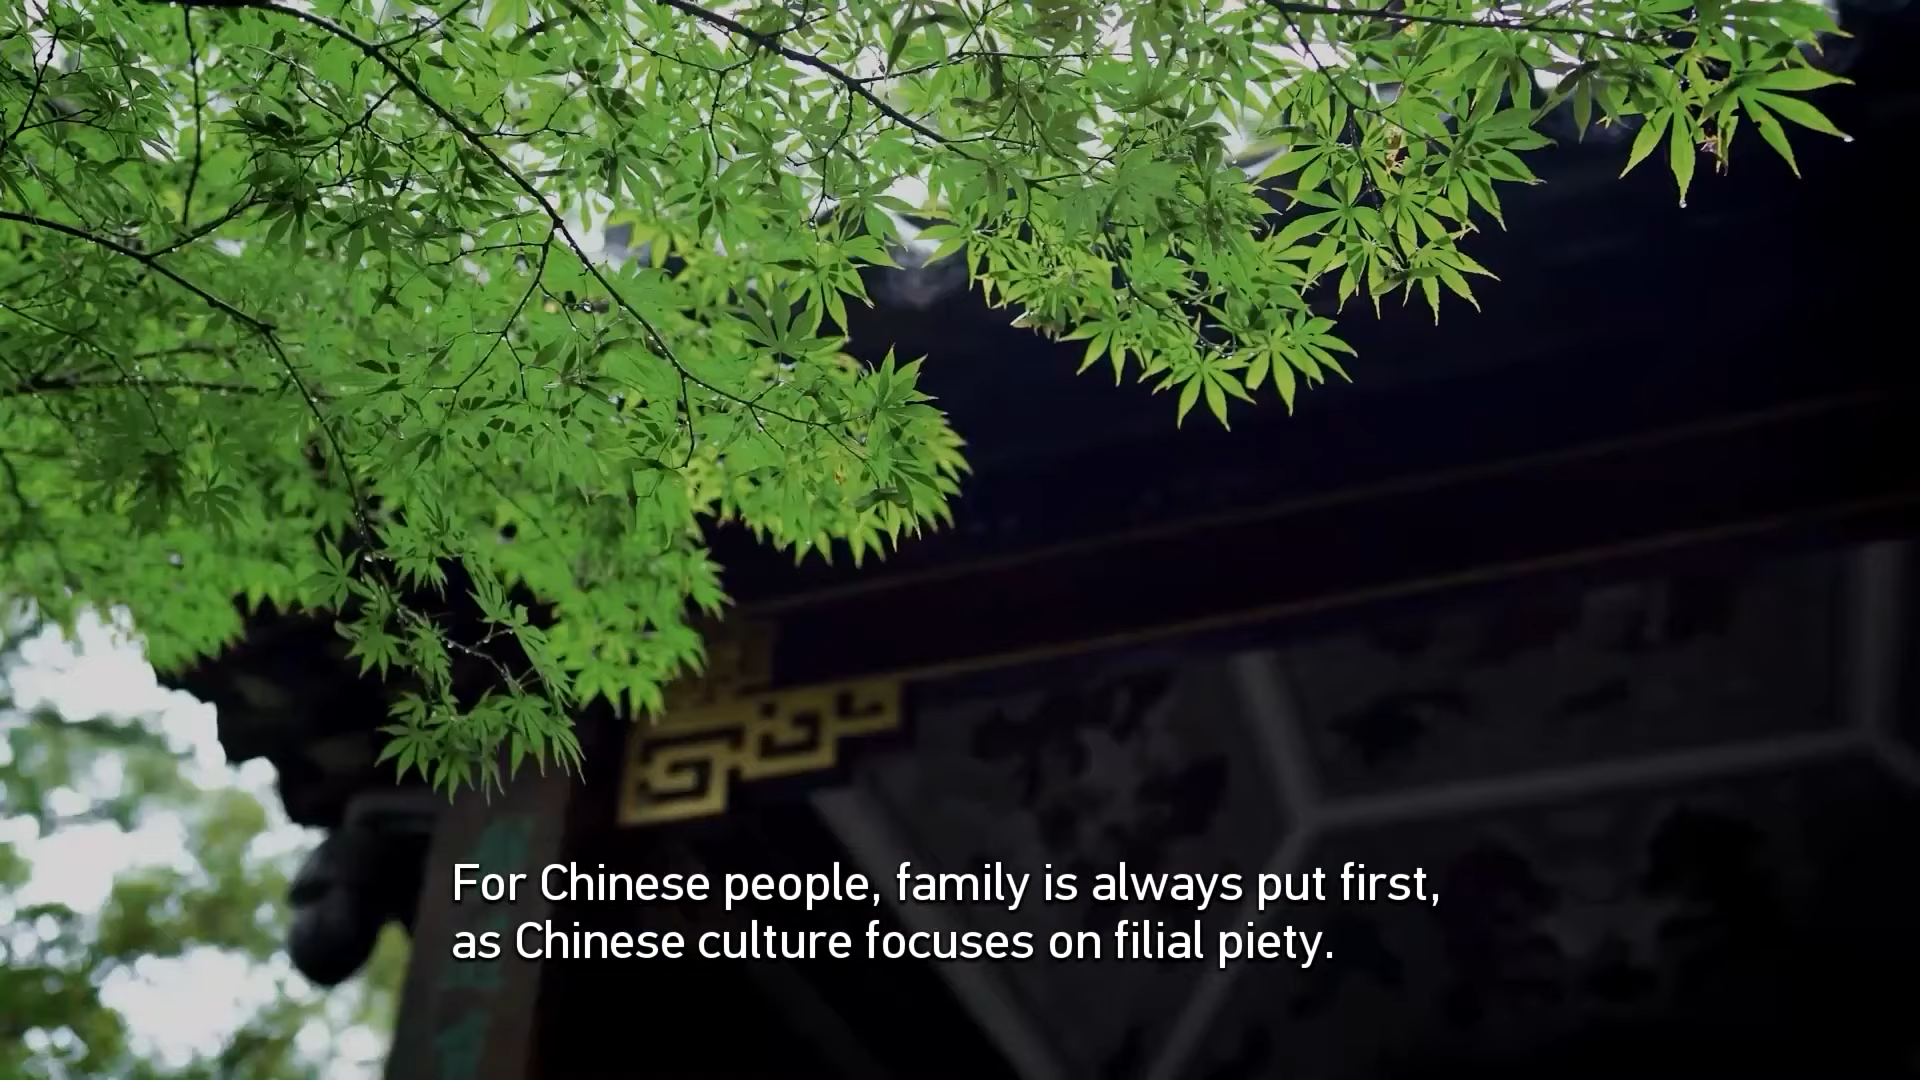 For Chinese people, family is always put first,
as Chinese culture focuses on filial piety.